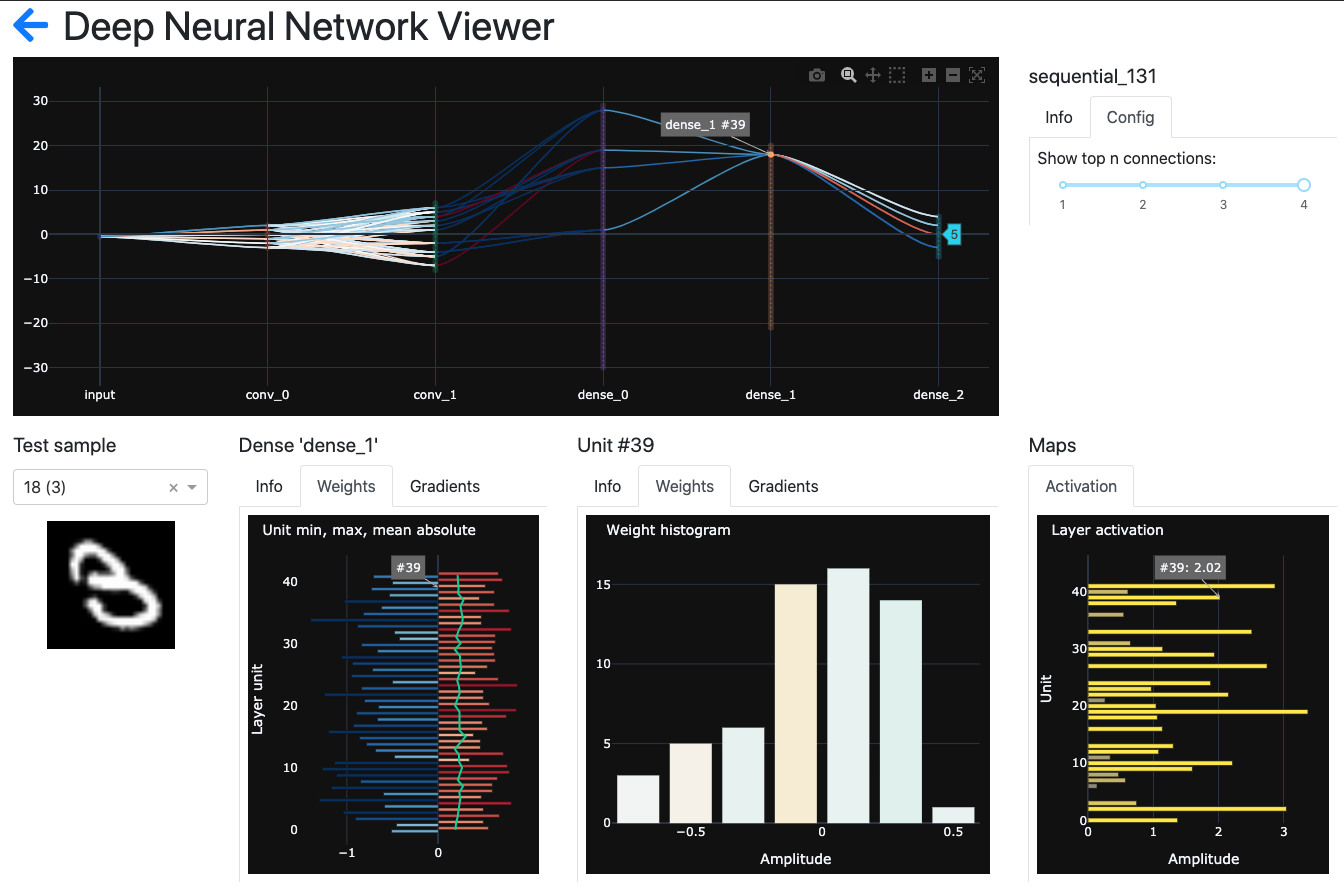 Deep Neural Network Viewer
30
20
10
0
−10
−20
−30
input
conv_0
conv_1
dense_0
dense_1
dense_2
dense_1 #39
5
sequential_131
Info
Config
Show top n connections:
1
2
3
4
Test sample
18 (3)
×
Dense 'dense_1'
Info
Weights
Gradients
Unit min, max, mean absolute
#39
40
30
20
10
0
Layer unit
−1
0
Unit #39
Info
Weights
Gradients
Weight histogram
15
10
5
0
−0.5
0
0.5
Amplitude
Maps
Activation
Layer activation
#39: 2.02
40
30
20
10
0
Unit
0
1
2
3
Amplitude